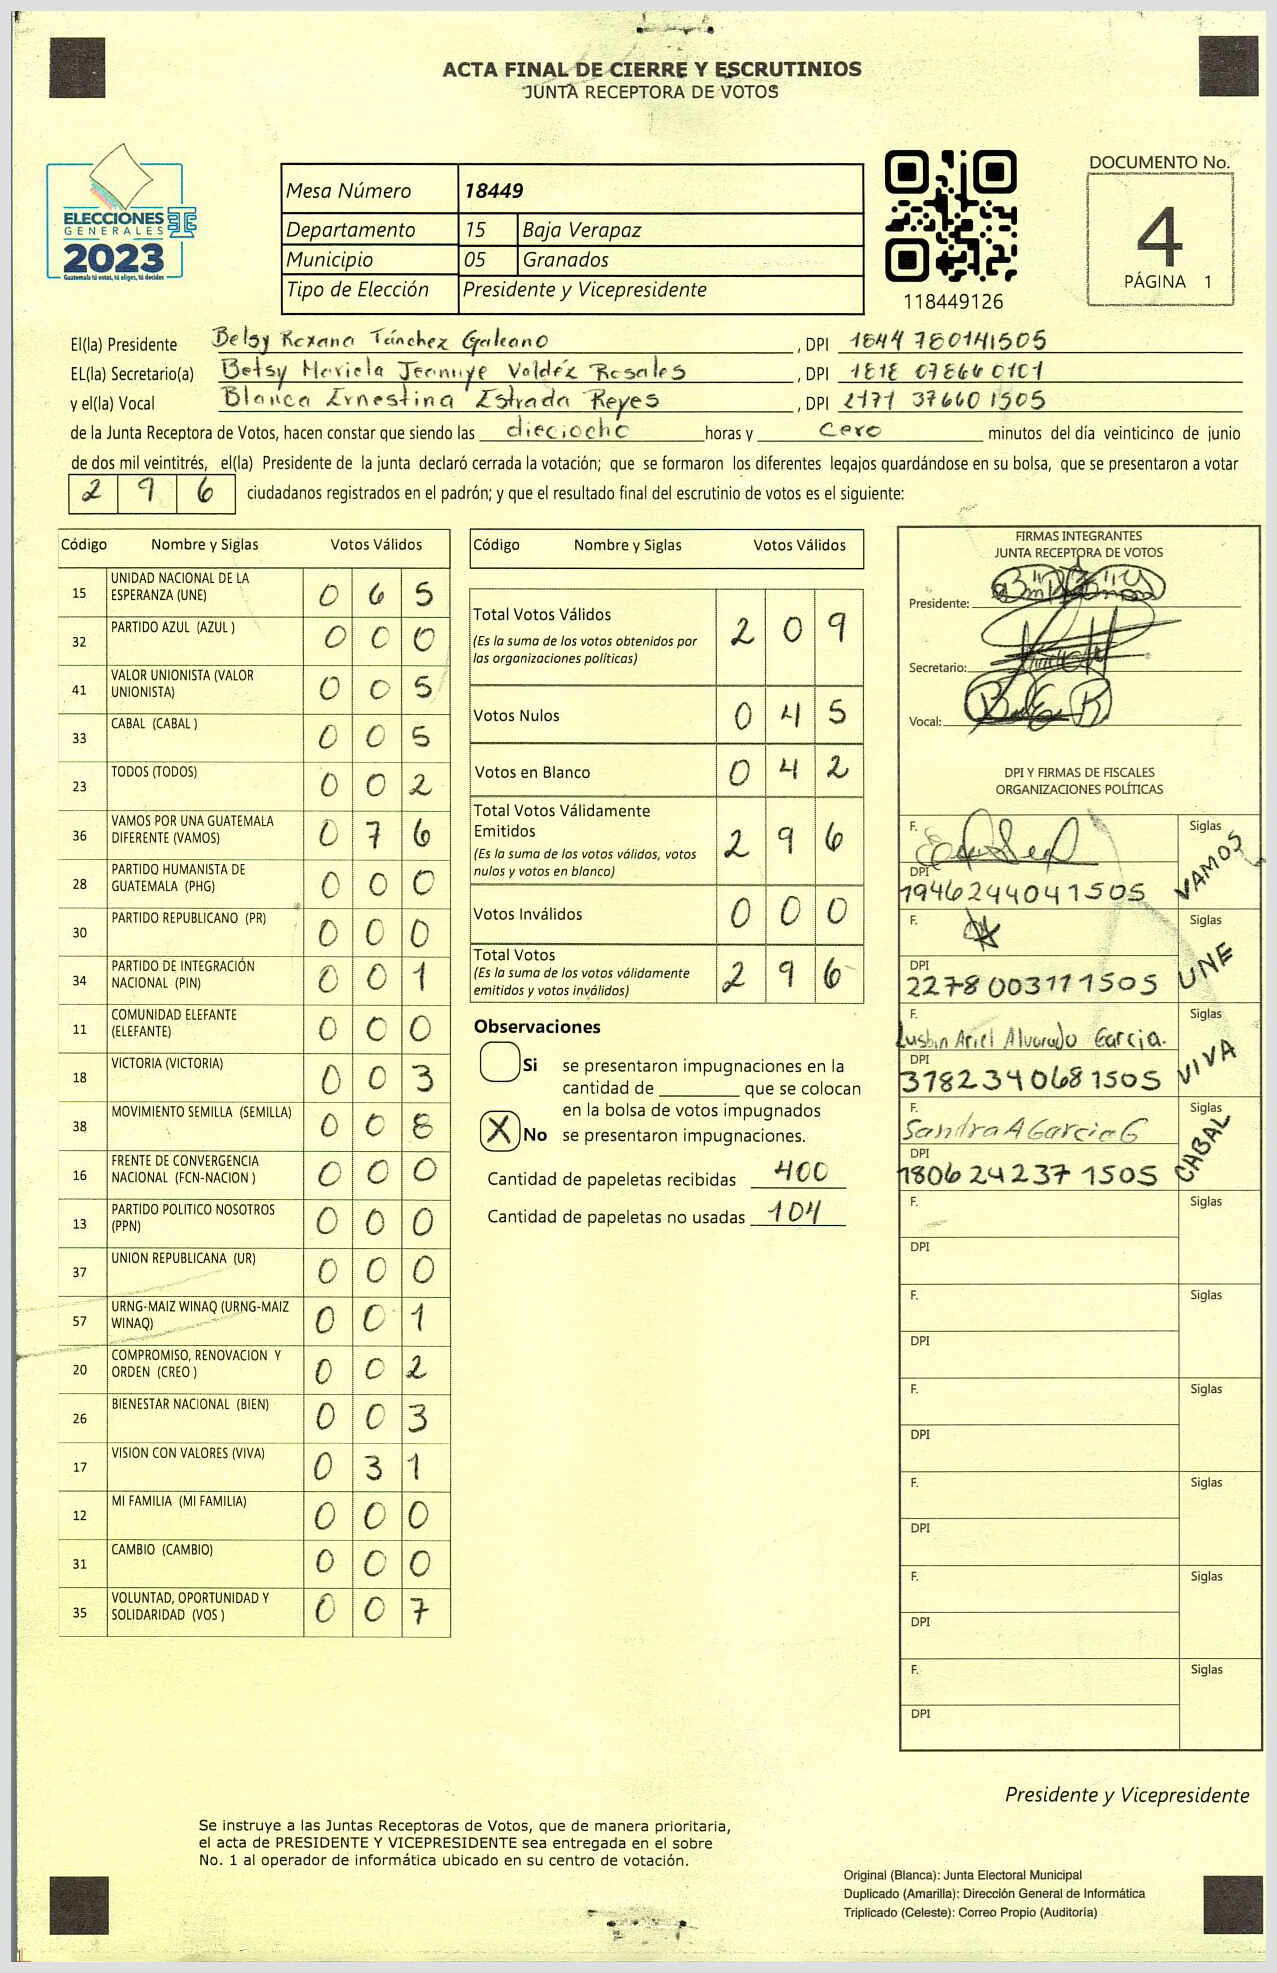 ACTA FINAL DE CIERRE Y ESCRUTINIOS
JUNTA RECEPTORA DE VOTOS
ELECCIONES
GENERALES
2023
Guatemala tú votas, tú eliges, tú decides
Mesa Número 18449
Departamento 15 Baja Verapaz
Municipio 05 Granados
Tipo de Elección Presidente y Vicepresidente
118449126
DOCUMENTO No.
4
PÁGINA 1
El(la) Presidente Belsy Roxana Tánchez Galeano , DPI 1844 780141505
EL(la) Secretario(a) Betsy Mariela Jeannye Valdéz Rosales , DPI 1818 07866 0101
y el(la) Vocal Blanca Ernestina Estrada Reyes , DPI 2171 37660 1505
de la Junta Receptora de Votos, hacen constar que siendo las dieciocho horas y cero minutos del día veinticinco de junio
de dos mil veintitrés, el(la) Presidente de la junta declaró cerrada la votación; que se formaron los diferentes legajos guardándose en su bolsa, que se presentaron a votar
2 9 6 ciudadanos registrados en el padrón; y que el resultado final del escrutinio de votos es el siguiente:
Código Nombre y Siglas Votos Válidos
15 UNIDAD NACIONAL DE LA ESPERANZA (UNE) 0 6 5
32 PARTIDO AZUL (AZUL ) 0 0 0
41 VALOR UNIONISTA (VALOR UNIONISTA) 0 0 5
33 CABAL (CABAL ) 0 0 5
23 TODOS (TODOS) 0 0 2
36 VAMOS POR UNA GUATEMALA DIFERENTE (VAMOS) 0 7 6
28 PARTIDO HUMANISTA DE GUATEMALA (PHG) 0 0 0
30 PARTIDO REPUBLICANO (PR) 0 0 0
34 PARTIDO DE INTEGRACIÓN NACIONAL (PIN) 0 0 1
11 COMUNIDAD ELEFANTE (ELEFANTE) 0 0 0
18 VICTORIA (VICTORIA) 0 0 3
38 MOVIMIENTO SEMILLA (SEMILLA) 0 0 8
16 FRENTE DE CONVERGENCIA NACIONAL (FCN-NACION ) 0 0 0
13 PARTIDO POLITICO NOSOTROS (PPN) 0 0 0
37 UNION REPUBLICANA (UR) 0 0 0
57 URNG-MAIZ WINAQ (URNG-MAIZ WINAQ) 0 0 1
20 COMPROMISO, RENOVACION Y ORDEN (CREO ) 0 0 2
26 BIENESTAR NACIONAL (BIEN) 0 0 3
17 VISION CON VALORES (VIVA) 0 3 1
12 MI FAMILIA (MI FAMILIA) 0 0 0
31 CAMBIO (CAMBIO) 0 0 0
35 VOLUNTAD, OPORTUNIDAD Y SOLIDARIDAD (VOS ) 0 0 7
Código Nombre y Siglas Votos Válidos
Total Votos Válidos 2 0 9
(Es la suma de los votos obtenidos por
las organizaciones políticas)
Votos Nulos 0 4 5
Votos en Blanco 0 4 2
Total Votos Válidamente
Emitidos 2 9 6
(Es la suma de los votos válidos, votos
nulos y votos en blanco)
Votos Inválidos 0 0 0
Total Votos 2 9 6
(Es la suma de los votos válidamente
emitidos y votos inválidos)
Observaciones
Si se presentaron impugnaciones en la
cantidad de ________ que se colocan
en la bolsa de votos impugnados
X No se presentaron impugnaciones.
Cantidad de papeletas recibidas 400
Cantidad de papeletas no usadas 104
FIRMAS INTEGRANTES
JUNTA RECEPTORA DE VOTOS
Presidente:
Secretario:
Vocal:
DPI Y FIRMAS DE FISCALES
ORGANIZACIONES POLÍTICAS
F. Siglas VAMOS
DPI 1946244041505
F. Siglas UNE
DPI 2278003171505
F. Lusbin Ariel Alvarado Garcia. Siglas VIVA
DPI 3782340681505
F. Sandra A Garcia G Siglas CABAL
DPI 1806242371505
F. Siglas
DPI
F. Siglas
DPI
F. Siglas
DPI
F. Siglas
DPI
F. Siglas
DPI
F. Siglas
DPI
Presidente y Vicepresidente
Se instruye a las Juntas Receptoras de Votos, que de manera prioritaria,
el acta de PRESIDENTE Y VICEPRESIDENTE sea entregada en el sobre
No. 1 al operador de informática ubicado en su centro de votación.
Original (Blanca): Junta Electoral Municipal
Duplicado (Amarilla): Dirección General de Informática
Triplicado (Celeste): Correo Propio (Auditoría)